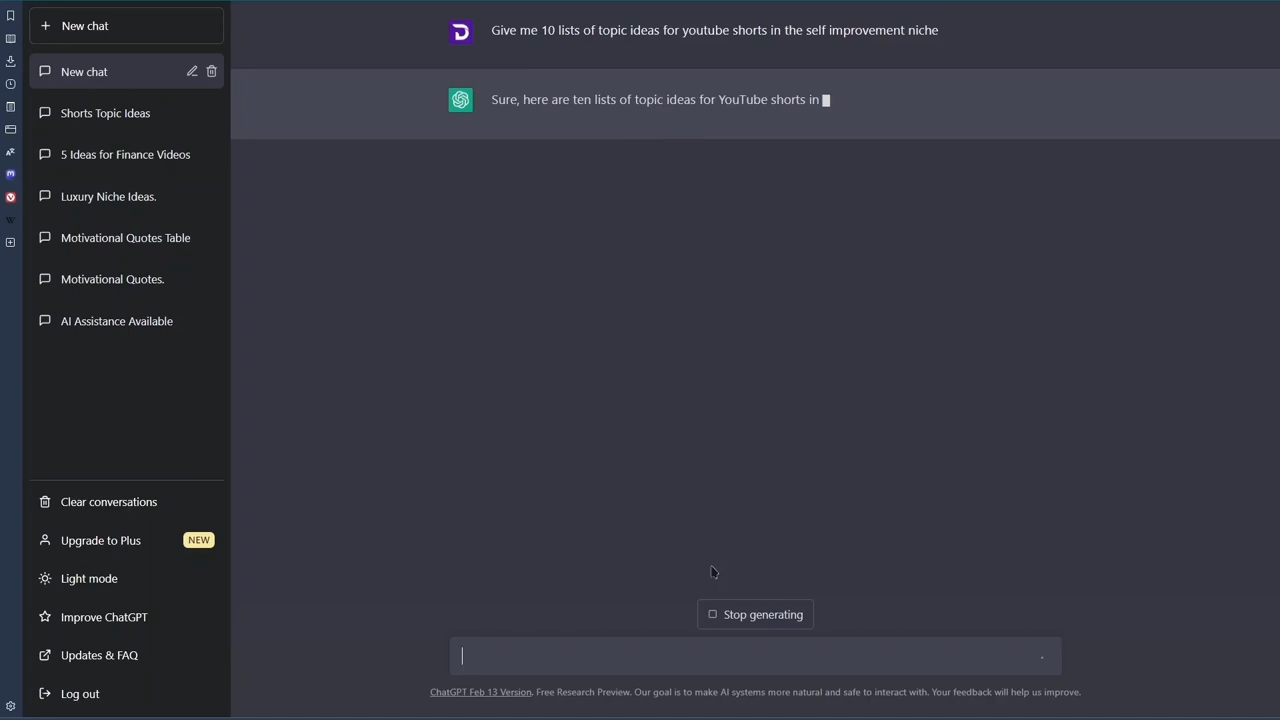 New chat
New chat
Shorts Topic Ideas
5 Ideas for Finance Videos
Luxury Niche Ideas.
Motivational Quotes Table
Motivational Quotes.
AI Assistance Available
Clear conversations
Upgrade to Plus NEW
Light mode
Improve ChatGPT
Updates & FAQ
Log out
Give me 10 lists of topic ideas for youtube shorts in the self improvement niche
Sure, here are ten lists of topic ideas for YouTube shorts in
Stop generating
ChatGPT Feb 13 Version. Free Research Preview. Our goal is to make AI systems more natural and safe to interact with. Your feedback will help us improve.